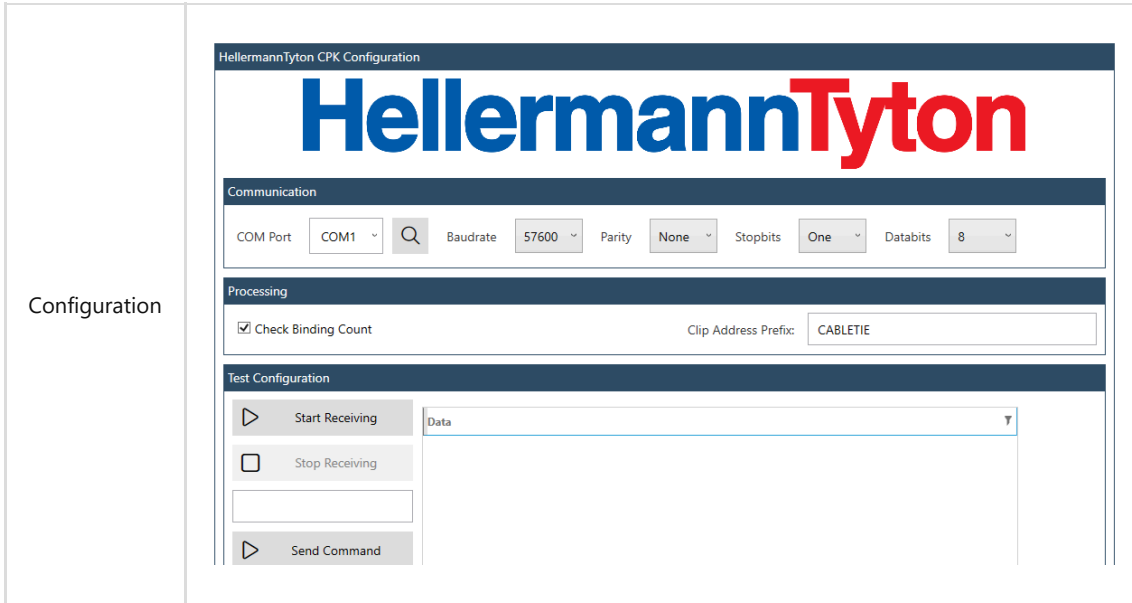 HellermannTyton CPK Configuration
HellermannTyton
Communication
COM Port COM1 Baudrate 57600 Parity None Stopbits One Databits 8
Configuration
Processing
Check Binding Count Clip Address Prefix: CABLETIE
Test Configuration
Start Receiving
Data
Stop Receiving
Send Command